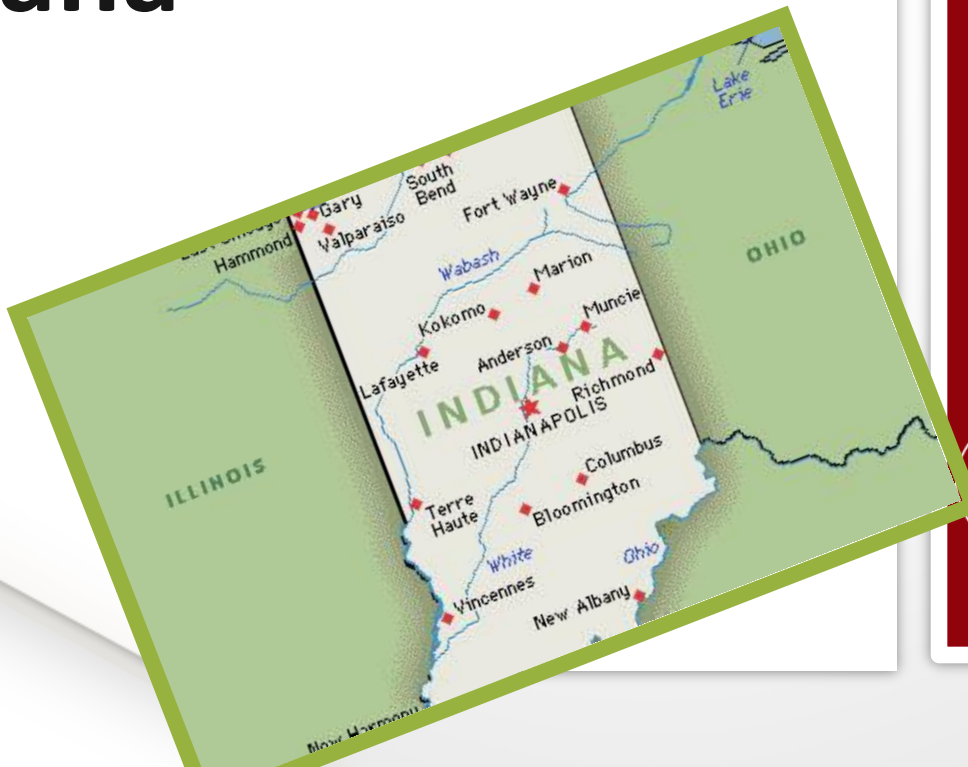 Lake
Erie
South
Bend
Gary
Valparaiso
Hammond
Fort Wayne
OHIO
Wabash
Marion
Kokomo
Muncie
Anderson
Lafayette
INDIANA
Richmond
INDIANAPOLIS
ILLINOIS
Columbus
Terre
Haute
Bloomington
White
Ohio
Vincennes
New Albany
New Harmony